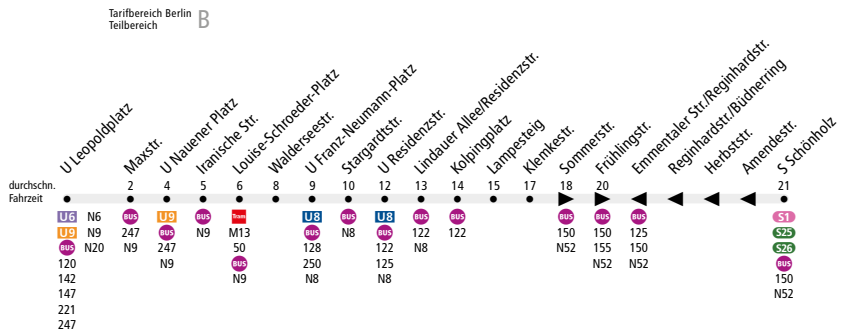 Tarifbereich Berlin
Teilbereich
B
U Leopoldplatz
Maxstr.
U Nauener Platz
Iranische Str.
Louise-Schroeder-Platz
Walderseestr.
U Franz-Neumann-Platz
Stargardtstr.
U Residenzstr.
Lindauer Allee/Residenzstr.
Kolpingplatz
Lampesteig
Klemkestr.
Sommerstr.
Frühlingstr.
Emmentaler Str./Reginhardstr.
Reginhardstr./Büdnerring
Herbststr.
Amendestr.
S Schönholz
durchschn.
Fahrzeit
2 4 5 6 8 9 10 12 13 14 15 17 18 20 21
U6 N6
U9 N9
BUS N20
120
142
147
221
247
BUS
247
N9
U9
BUS
247
N9
BUS
N9
Tram
M13
50
BUS
N9
U8
BUS
128
250
N8
BUS
N8
U8
BUS
122
125
N8
BUS
122
N8
BUS
122
BUS
150
N52
BUS
150
155
N52
BUS
125
150
N52
S1
S25
S26
BUS
150
N52